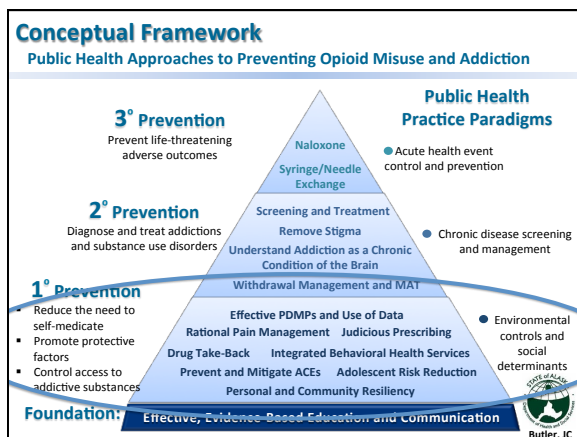 Conceptual Framework
Public Health Approaches to Preventing Opioid Misuse and Addiction
3° Prevention
Prevent life-threatening
adverse outcomes
Naloxone
Syringe/Needle
Exchange
Public Health
Practice Paradigms
Acute health event
control and prevention
2° Prevention
Diagnose and treat addictions
and substance use disorders
Screening and Treatment
Remove Stigma
Understand Addiction as a Chronic
Condition of the Brain
Withdrawal Management and MAT
Chronic disease screening
and management
1° Prevention
▪ Reduce the need to
self-medicate
▪ Promote protective
factors
▪ Control access to
addictive substances
Effective PDMPs and Use of Data
Rational Pain Management Judicious Prescribing
Drug Take-Back Integrated Behavioral Health Services
Prevent and Mitigate ACEs Adolescent Risk Reduction
Personal and Community Resiliency
Environmental
controls and
social
determinants
Foundation:
Effective, Evidence-Based Education and Communication
STATE of ALASKA
Butler, JC